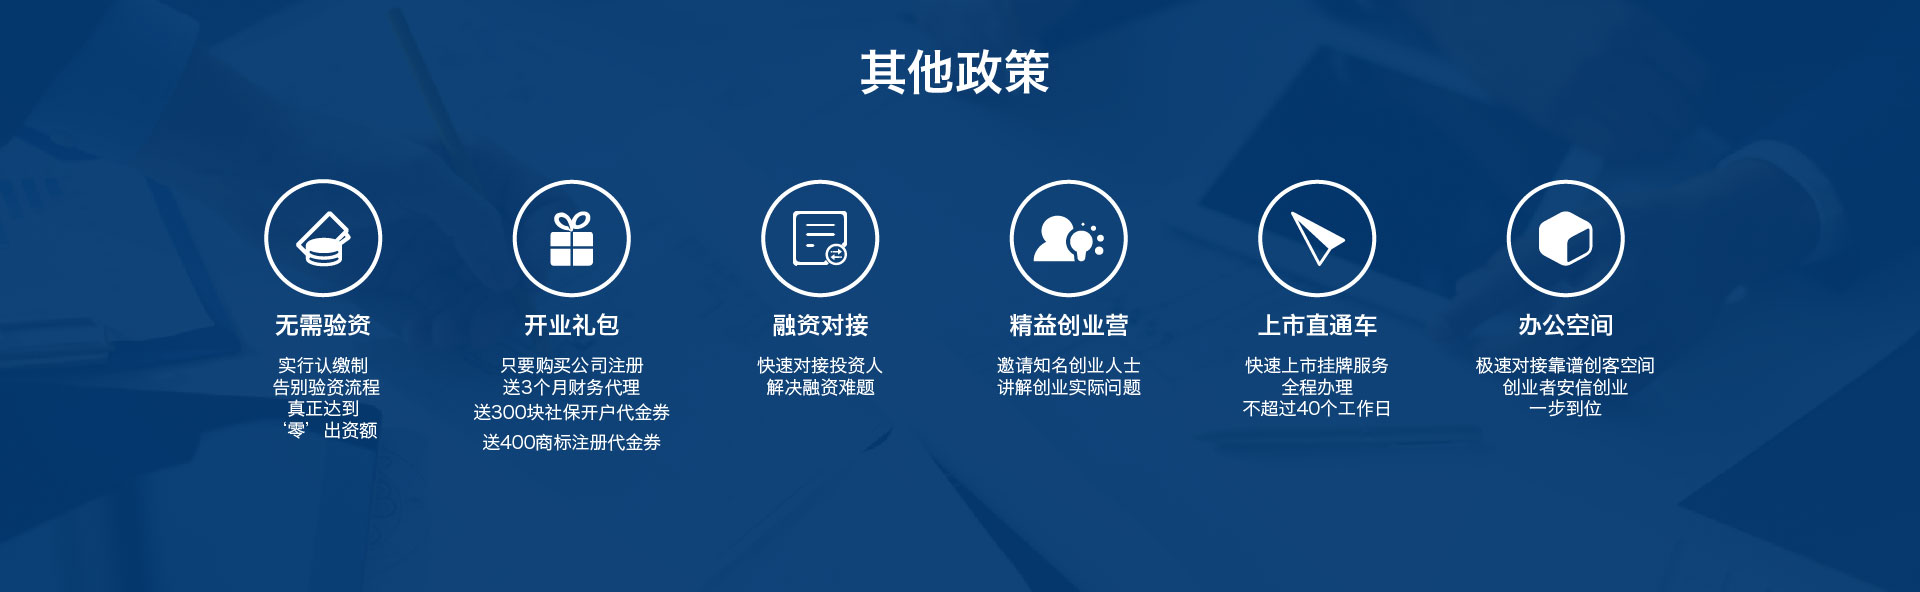 其他政策
无需验资
实行认缴制
告别验资流程
真正达到
‘零’出资额
开业礼包
只要购买公司注册
送3个月财务代理
送300块社保开户代金券
送400商标注册代金券
融资对接
快速对接投资人
解决融资难题
精益创业营
邀请知名创业人士
讲解创业实际问题
上市直通车
快速上市挂牌服务
全程办理
不超过40个工作日
办公空间
极速对接靠谱创客空间
创业者安信创业
一步到位